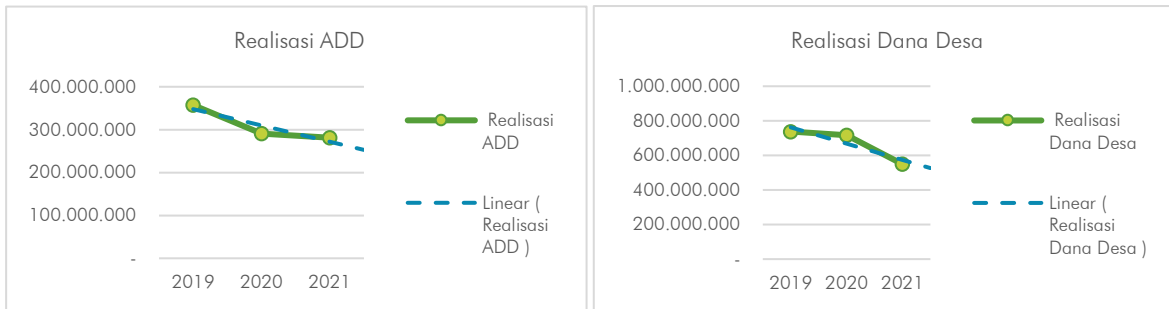 Realisasi ADD
400.000.000
300.000.000
200.000.000
100.000.000
-
2019 2020 2021
Realisasi
ADD
Linear (
Realisasi
ADD )
Realisasi Dana Desa
1.000.000.000
800.000.000
600.000.000
400.000.000
200.000.000
-
2019 2020 2021
Realisasi
Dana Desa
Linear (
Realisasi
Dana Desa )